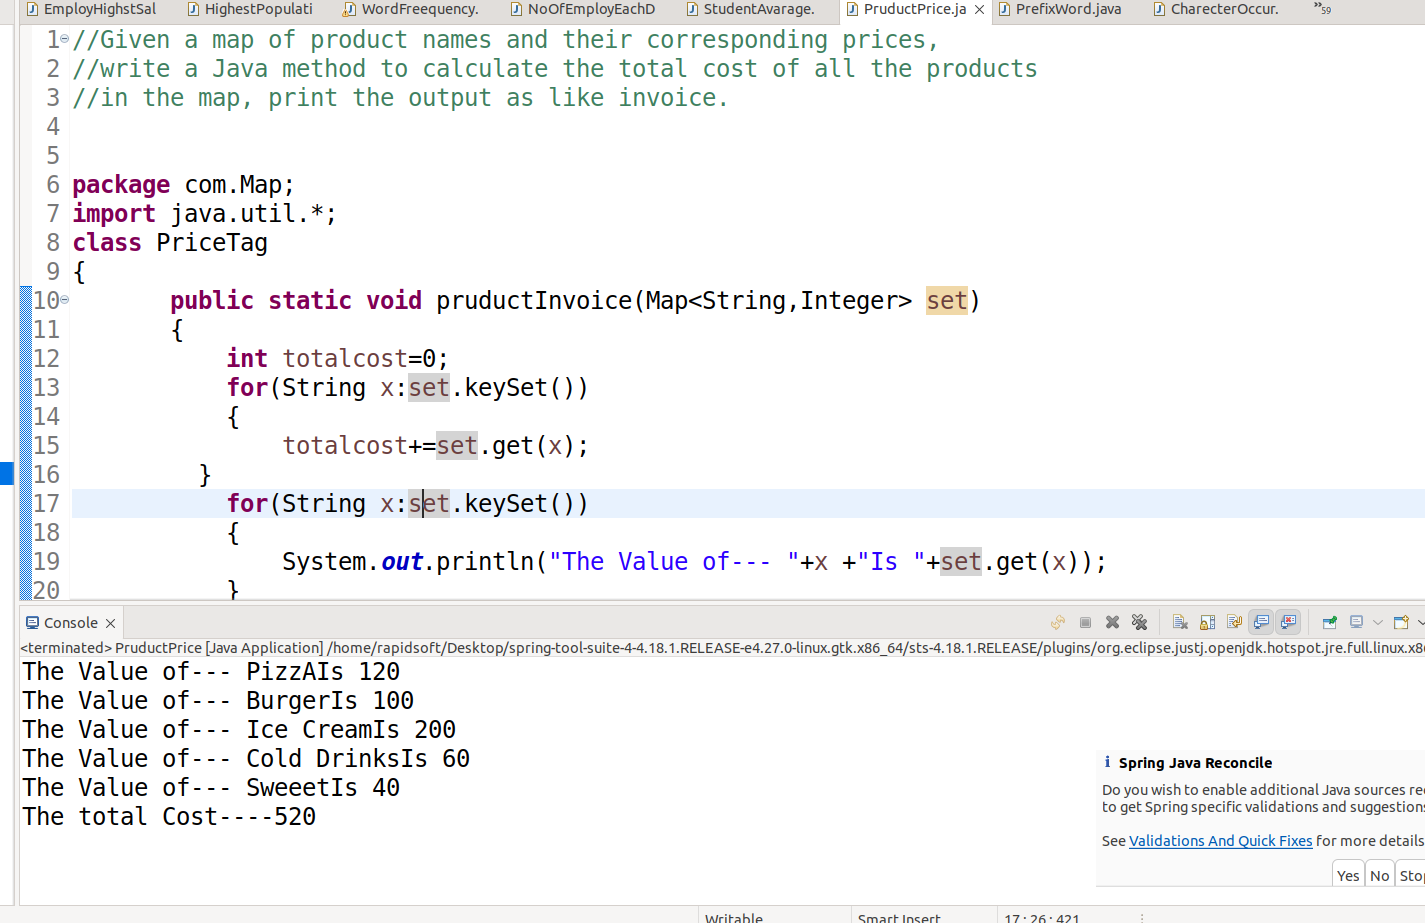 EmployHighstSal HighestPopulati WordFreequency. NoOfEmployEachD StudentAvarage. PruductPrice.ja PrefixWord.java CharecterOccur. 59
1 //Given a map of product names and their corresponding prices,
2 //write a Java method to calculate the total cost of all the products
3 //in the map, print the output as like invoice.
4
5
6 package com.Map;
7 import java.util.*;
8 class PriceTag
9 {
10 public static void pruductInvoice(Map<String,Integer> set)
11 {
12 int totalcost=0;
13 for(String x:set.keySet())
14 {
15 totalcost+=set.get(x);
16 }
17 for(String x:set.keySet())
18 {
19 System.out.println("The Value of--- "+x +"Is "+set.get(x));
20 }
Console
<terminated> PruductPrice [Java Application] /home/rapidsoft/Desktop/spring-tool-suite-4-4.18.1.RELEASE-e4.27.0-linux.gtk.x86_64/sts-4.18.1.RELEASE/plugins/org.eclipse.justj.openjdk.hotspot.jre.full.linux.x8
The Value of--- PizzAIs 120
The Value of--- BurgerIs 100
The Value of--- Ice CreamIs 200
The Value of--- Cold DrinksIs 60
The Value of--- SweeetIs 40
The total Cost----520
Spring Java Reconcile
Do you wish to enable additional Java sources re
to get Spring specific validations and suggestion
See Validations And Quick Fixes for more details
Yes No Sto
Writable Smart Insert 17 : 26 : 421